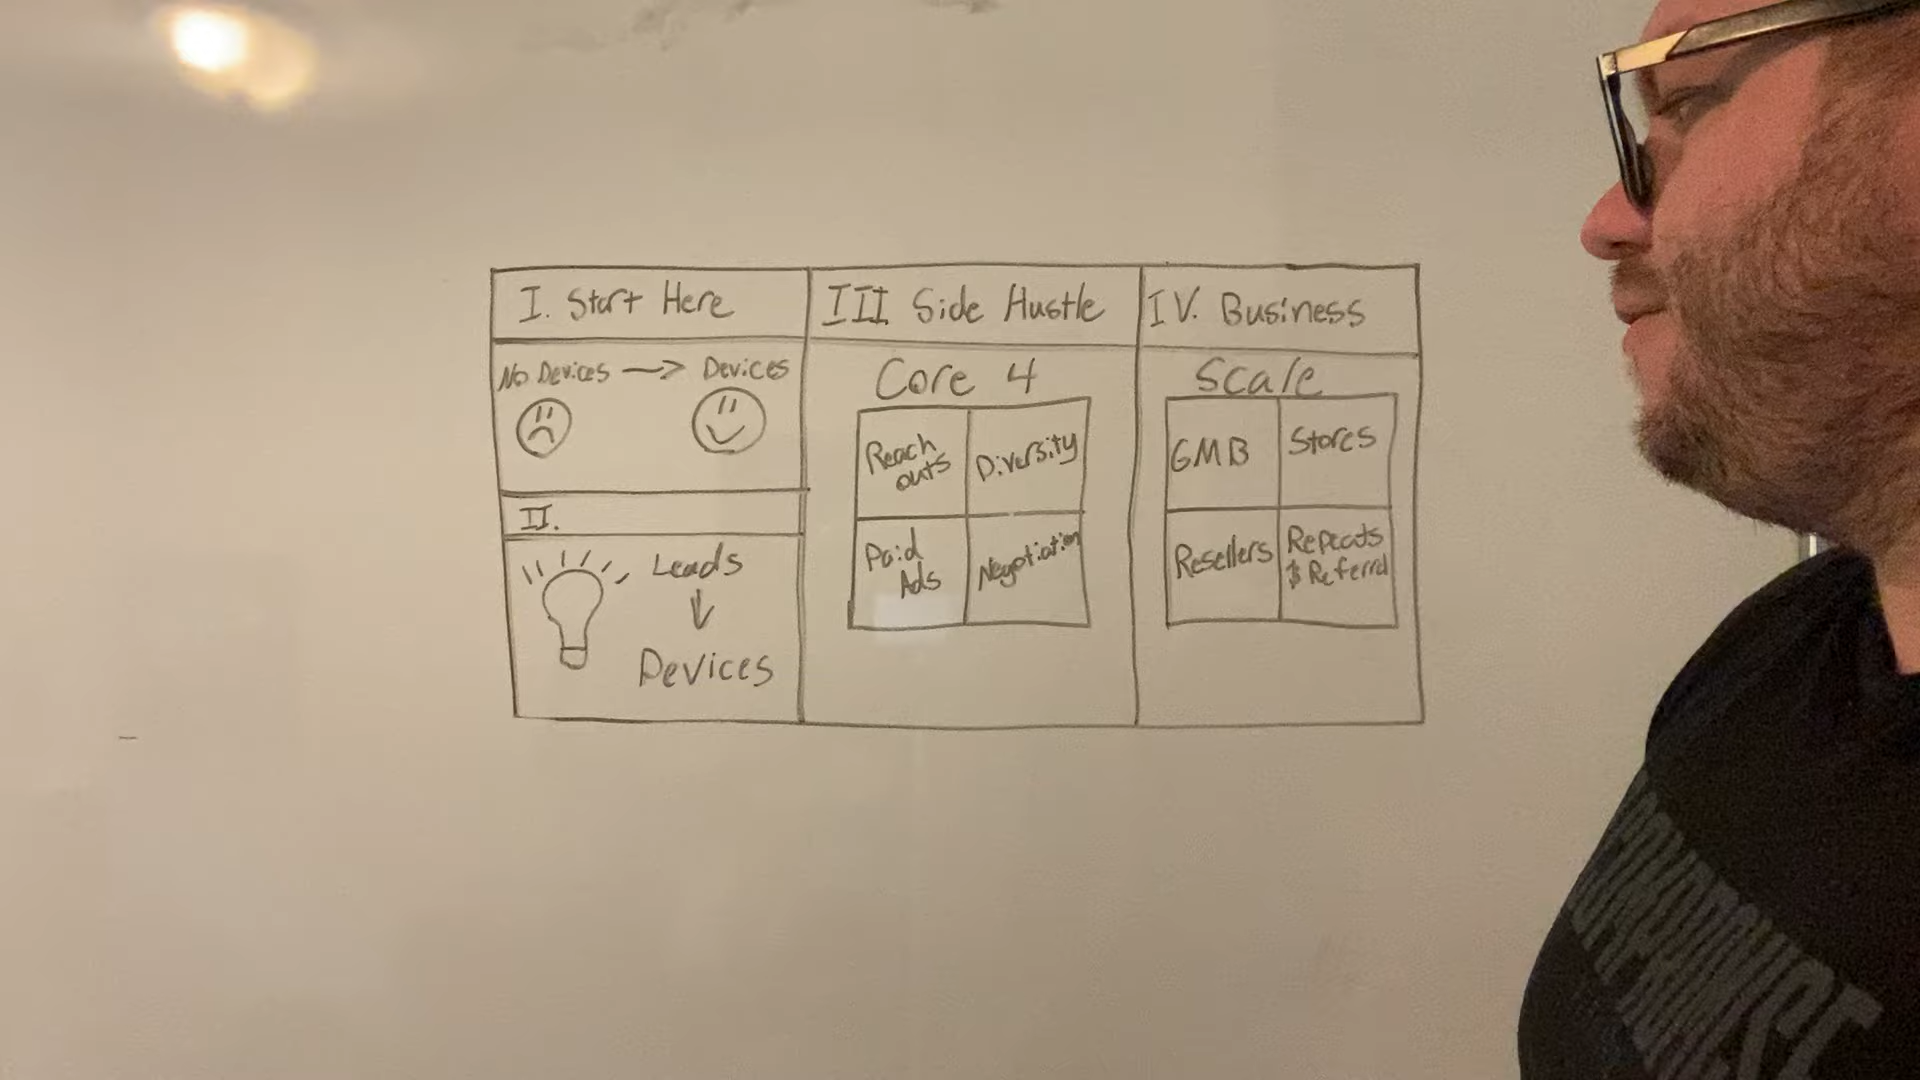 I. Start Here
No Devices → Devices
II.
Leads
↓
Devices
III Side Hustle
Core 4
Reach
outs
Diversity
Paid
Ads
Negotiation
IV. Business
Scale
GMB
Stores
Resellers
Repeats
& Referral